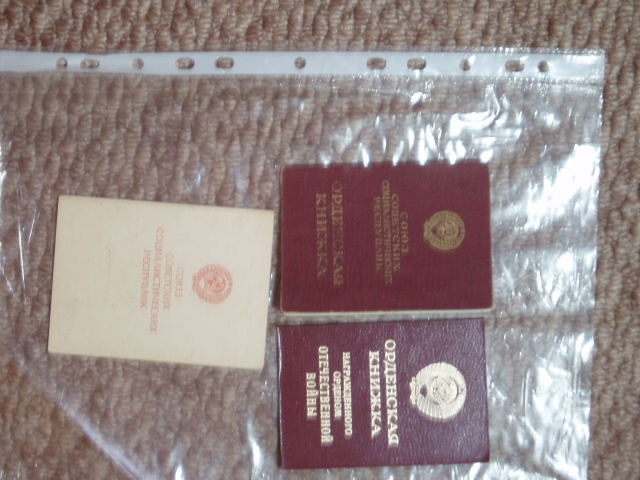 СОЮЗ
СОВЕТСКИХ
СОЦИАЛИСТИЧЕСКИХ
РЕСПУБЛИК
СОЮЗ
СОВЕТСКИХ
СОЦИАЛИСТИЧЕСКИХ
РЕСПУБЛИК
ОРДЕНСКАЯ
КНИЖКА
ОРДЕНСКАЯ
КНИЖКА
НАГРАЖДЕННОГО
ОРДЕНОМ
ОТЕЧЕСТВЕННОЙ
ВОЙНЫ